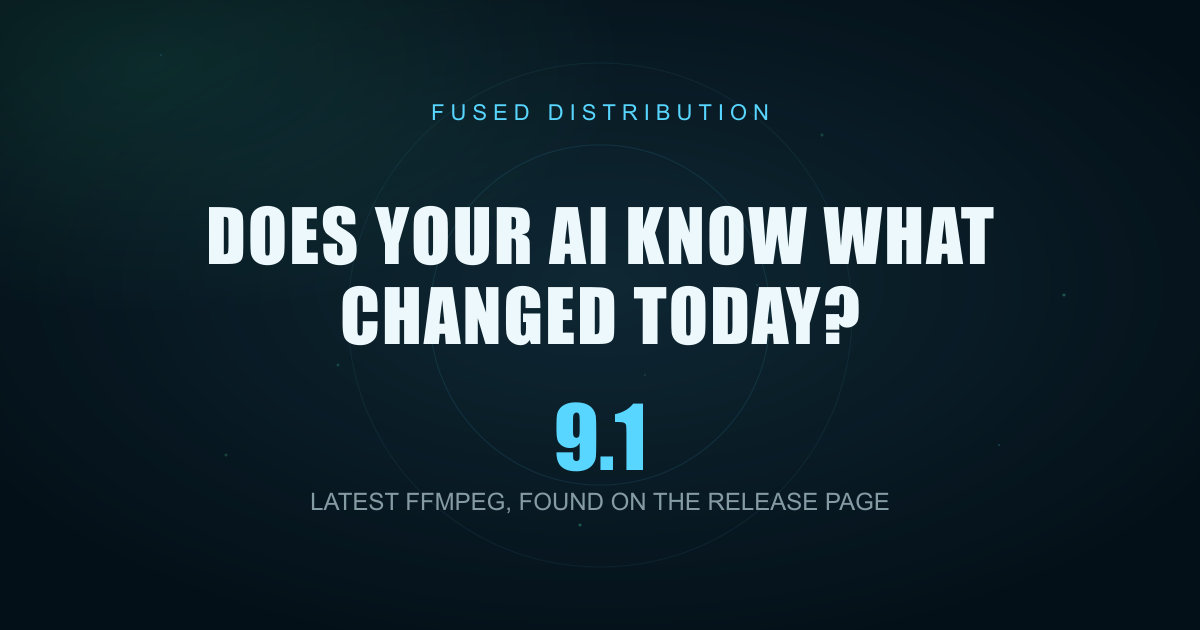 FUSED DISTRIBUTION
DOES YOUR AI KNOW WHAT
CHANGED TODAY?
9.1
LATEST FFMPEG, FOUND ON THE RELEASE PAGE